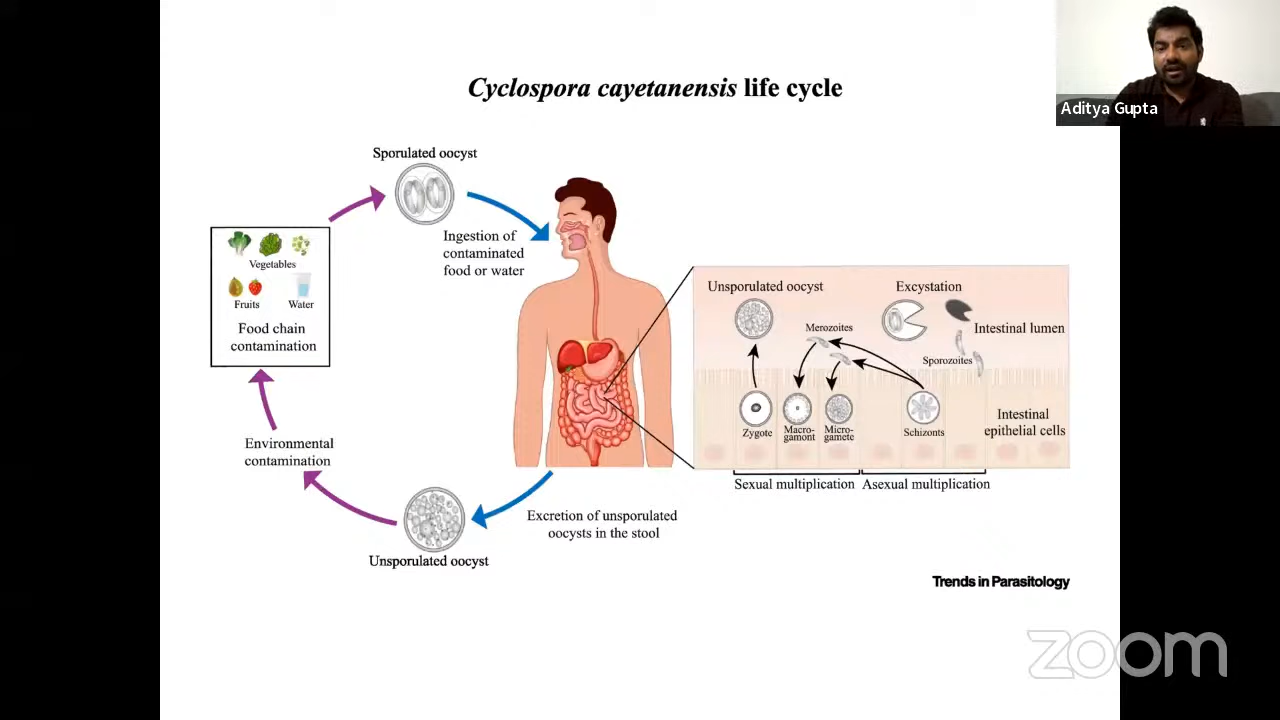 Cyclospora cayetanensis life cycle
Aditya Gupta
Sporulated oocyst
Ingestion of
contaminated
food or water
Vegetables
Fruits
Water
Food chain
contamination
Environmental
contamination
Unsporulated oocyst
Excretion of unsporulated
oocysts in the stool
Unsporulated oocyst
Excystation
Merozoites
Intestinal lumen
Sporozoites
Zygote
Macro-
gamont
Micro-
gamete
Schizonts
Intestinal
epithelial cells
Sexual multiplication
Asexual multiplication
Trends in Parasitology
zoom